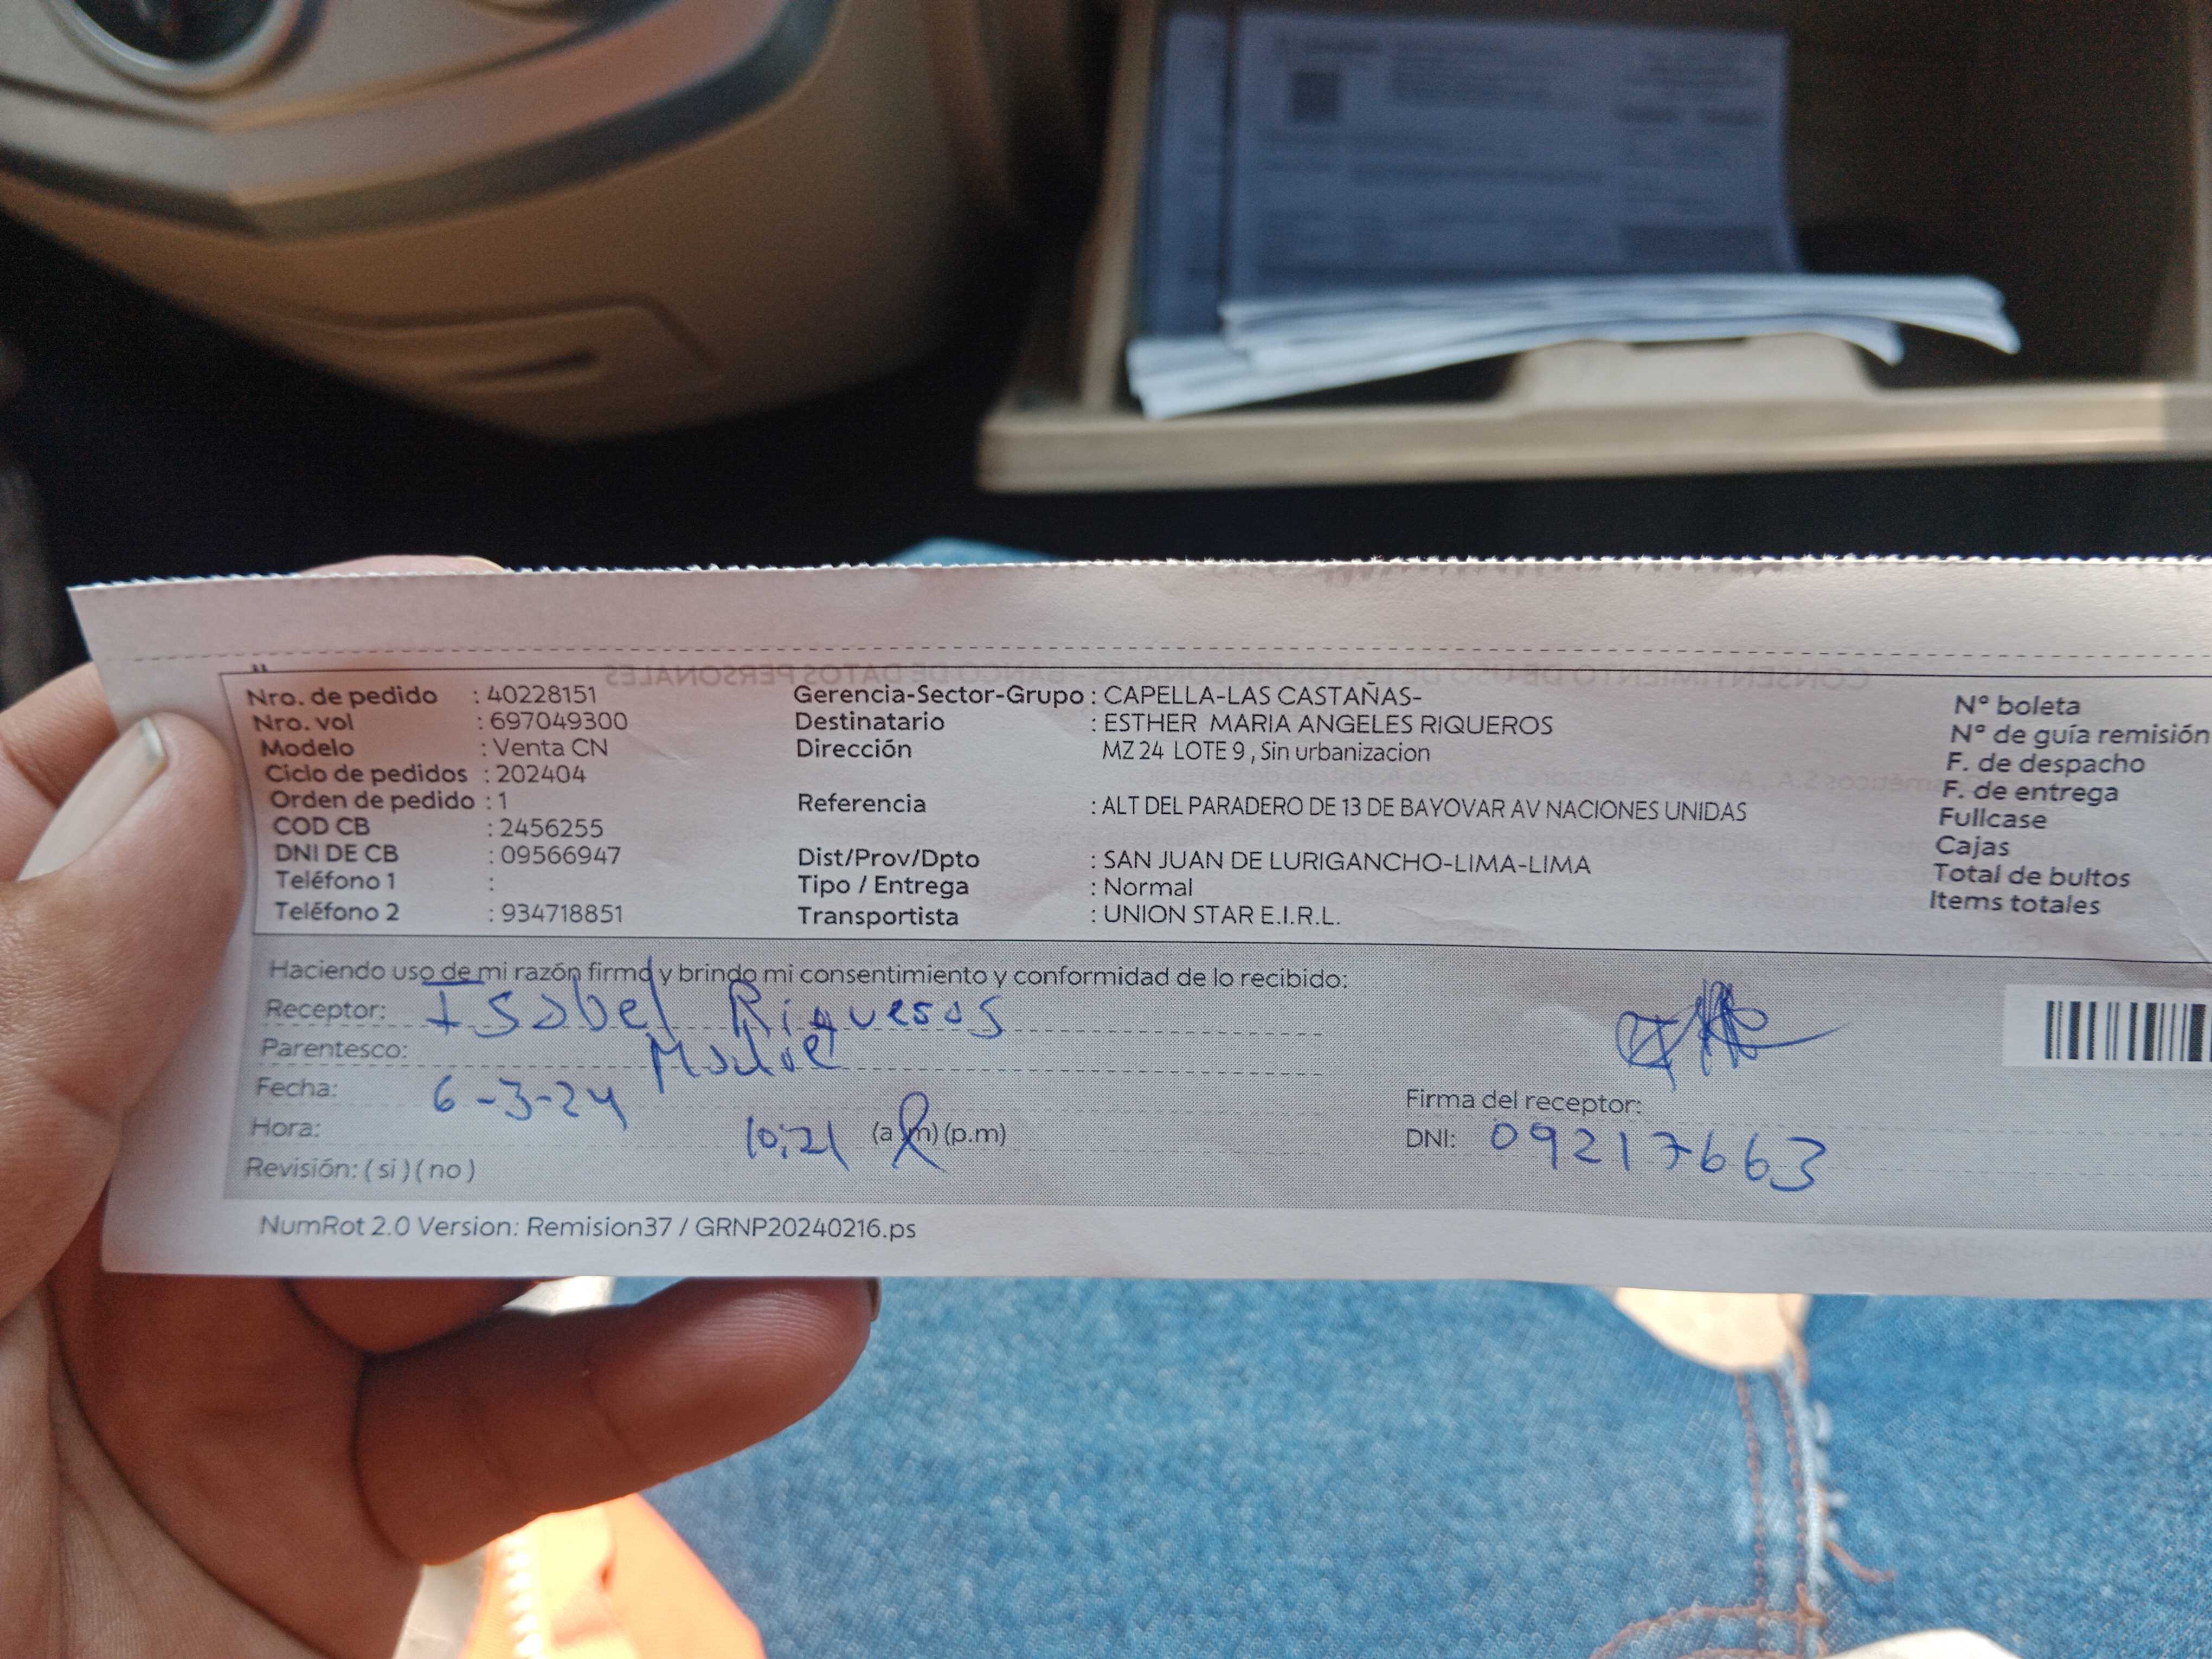 Nro. de pedido : 40228151
Nro. vol : 697049300
Modelo : Venta CN
Ciclo de pedidos : 202404
Orden de pedido : 1
COD CB : 2456255
DNI DE CB : 09566947
Teléfono 1 :
Teléfono 2 : 934718851
Gerencia-Sector-Grupo : CAPELLA-LAS CASTAÑAS-
Destinatario : ESTHER MARIA ANGELES RIQUEROS
Dirección MZ 24 LOTE 9 , Sin urbanizacion
Referencia : ALT DEL PARADERO DE 13 DE BAYOVAR AV NACIONES UNIDAS
Dist/Prov/Dpto : SAN JUAN DE LURIGANCHO-LIMA-LIMA
Tipo / Entrega : Normal
Transportista : UNION STAR E.I.R.L.
N° boleta
N° de guía remisión
F. de despacho
F. de entrega
Fullcase
Cajas
Total de bultos
Items totales
Haciendo uso de mi razón firmo y brindo mi consentimiento y conformidad de lo recibido:
Receptor: Isabel Riqueros
Parentesco: Madre
Fecha: 6-3-24
Hora: 10:21 (a.m) (p.m)
Revisión: ( si ) ( no )
Firma del receptor:
DNI: 09217663
NumRot 2.0 Version: Remision37 / GRNP20240216.ps